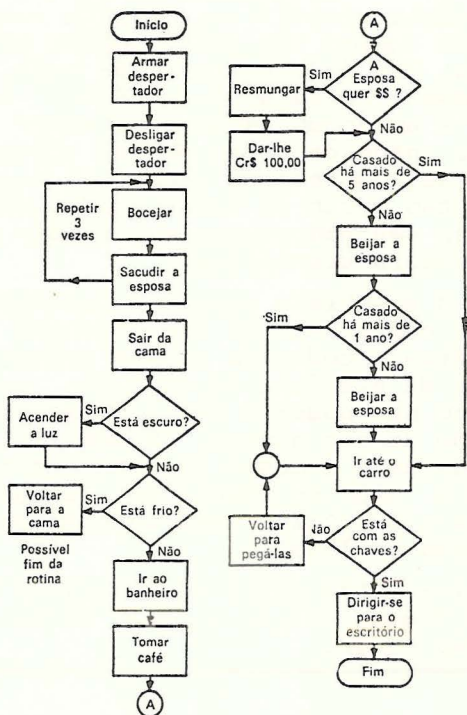 Início
Armar
desper-
tador
Desligar
desper-
tador
Repetir
3
vezes
Bocejar
Sacudir a
esposa
Sair da
cama
Está escuro?
Sim
Acender
a luz
Não
Está frio?
Sim
Voltar
para a
cama
Possível
fim da
rotina
Não
Ir ao
banheiro
Tomar
café
A
A
A
Esposa
quer $$ ?
Sim
Resmungar
Dar-lhe
Cr$ 100,00
Não
Casado
há mais de
5 anos?
Sim
Não
Beijar a
esposa
Casado
há mais de
1 ano?
Sim
Não
Beijar a
esposa
Ir até o
carro
Está
com as
chaves?
Não
Voltar
para
pegá-las
Sim
Dirigir-se
para o
escritório
Fim